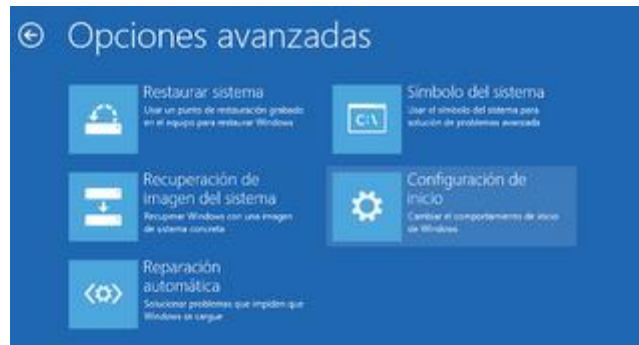 Opciones avanzadas
Restaurar sistema
Usar un punto de restauración grabado
en el equipo para restaurar Windows
Símbolo del sistema
Usar el símbolo del sistema para
solución de problemas avanzada
C:\
Recuperación de
imagen del sistema
Recuperar Windows con una imagen
de sistema concreta
Configuración de
inicio
Cambiar el comportamiento de inicio
de Windows
Reparación
automática
Solucionar problemas que impiden que
Windows se cargue